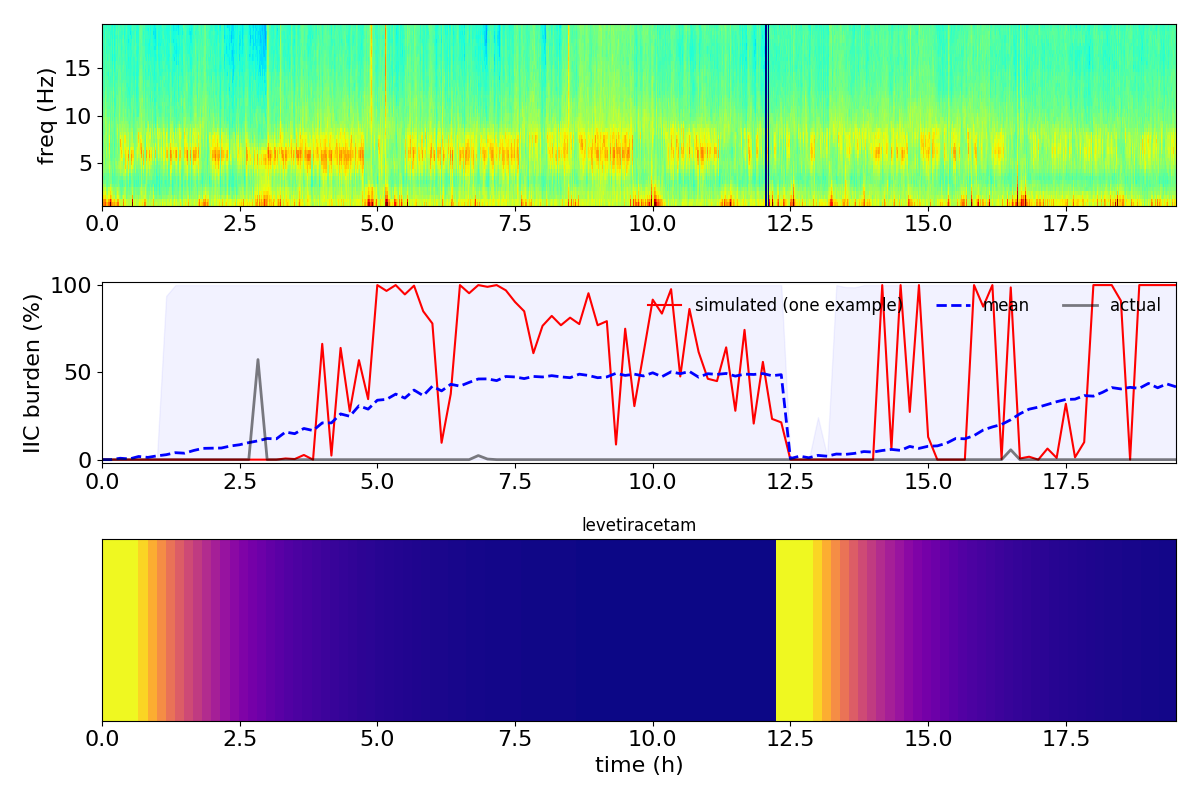 15
10
5
freq (Hz)
0.0 2.5 5.0 7.5 10.0 12.5 15.0 17.5
100
50
0
IIC burden (%)
simulated (one example) mean actual
0.0 2.5 5.0 7.5 10.0 12.5 15.0 17.5
levetiracetam
0.0 2.5 5.0 7.5 10.0 12.5 15.0 17.5
time (h)